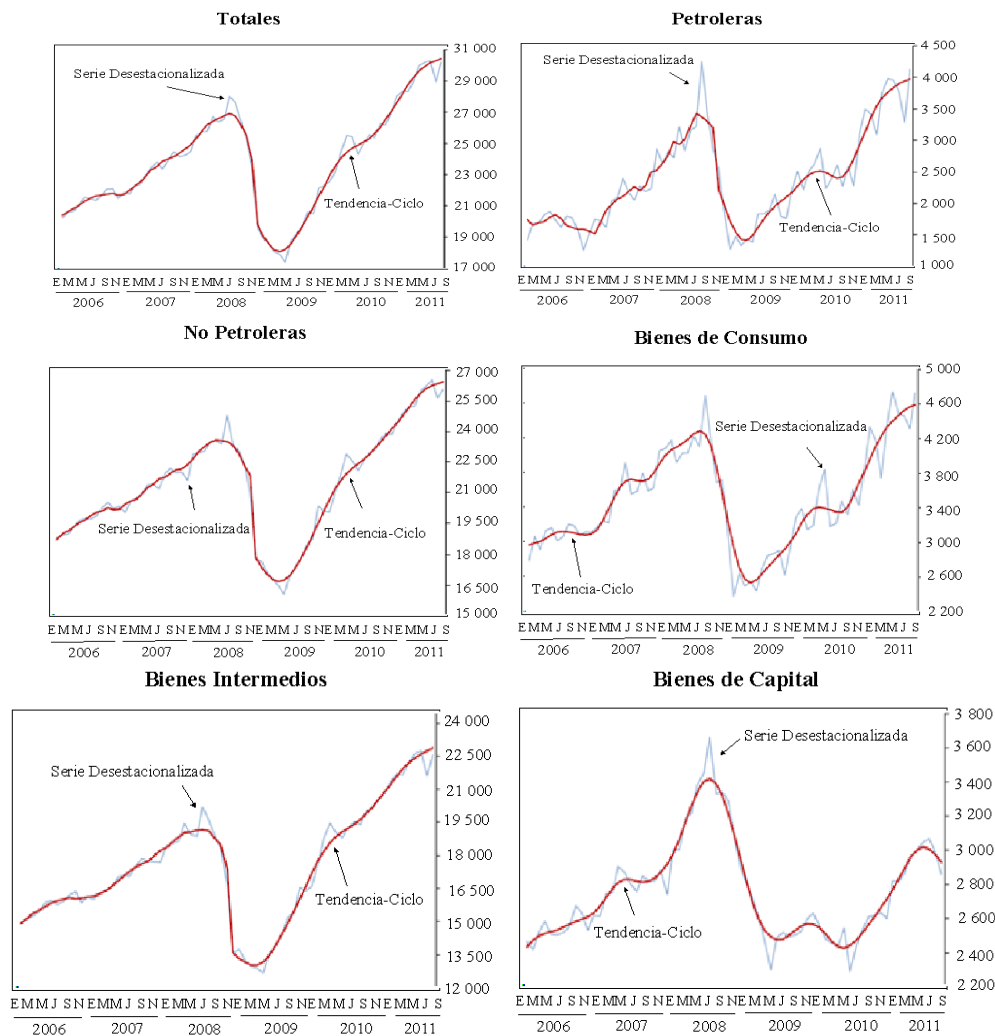 Totales
Serie Desestacionalizada
Tendencia-Ciclo
31 000
29 000
27 000
25 000
23 000
21 000
19 000
17 000
E MMJ SNEMMJ SNEMMJ SNEMMJ SNEMMJ SNEMMJ S
2006 2007 2008 2009 2010 2011
Petroleras
Serie Desestacionalizada
Tendencia-Ciclo
4 500
4 000
3 500
3 000
2 500
2 000
1 500
1 000
E MMJ SNEMMJ SNEMMJ SNEMMJ SNEMMJ SNEMMJ S
2006 2007 2008 2009 2010 2011
No Petroleras
Serie Desestacionalizada
Tendencia-Ciclo
27 000
25 500
24 000
22 500
21 000
19 500
18 000
16 500
15 000
E MMJ SNEMMJ SNEMMJ SNEMMJ SNEMMJ SNEMMJ S
2006 2007 2008 2009 2010 2011
Bienes de Consumo
Serie Desestacionalizada
Tendencia-Ciclo
5 000
4 600
4 200
3 800
3 400
3 000
2 600
2 200
E MMJ SNEMMJ SNEMMJ SNEMMJ SNEMMJ SNEMMJ S
2006 2007 2008 2009 2010 2011
Bienes Intermedios
Serie Desestacionalizada
Tendencia-Ciclo
24 000
22 500
21 000
19 500
18 000
16 500
15 000
13 500
12 000
E MMJ SNEMMJ SNEMMJ SNEMMJ SNEMMJ SNEMMJ S
2006 2007 2008 2009 2010 2011
Bienes de Capital
Serie Desestacionalizada
Tendencia-Ciclo
3 800
3 600
3 400
3 200
3 000
2 800
2 600
2 400
2 200
E MMJ SNEMMJ SNEMMJ SNEMMJ SNEMMJ SNEMMJ S
2006 2007 2008 2009 2010 2011